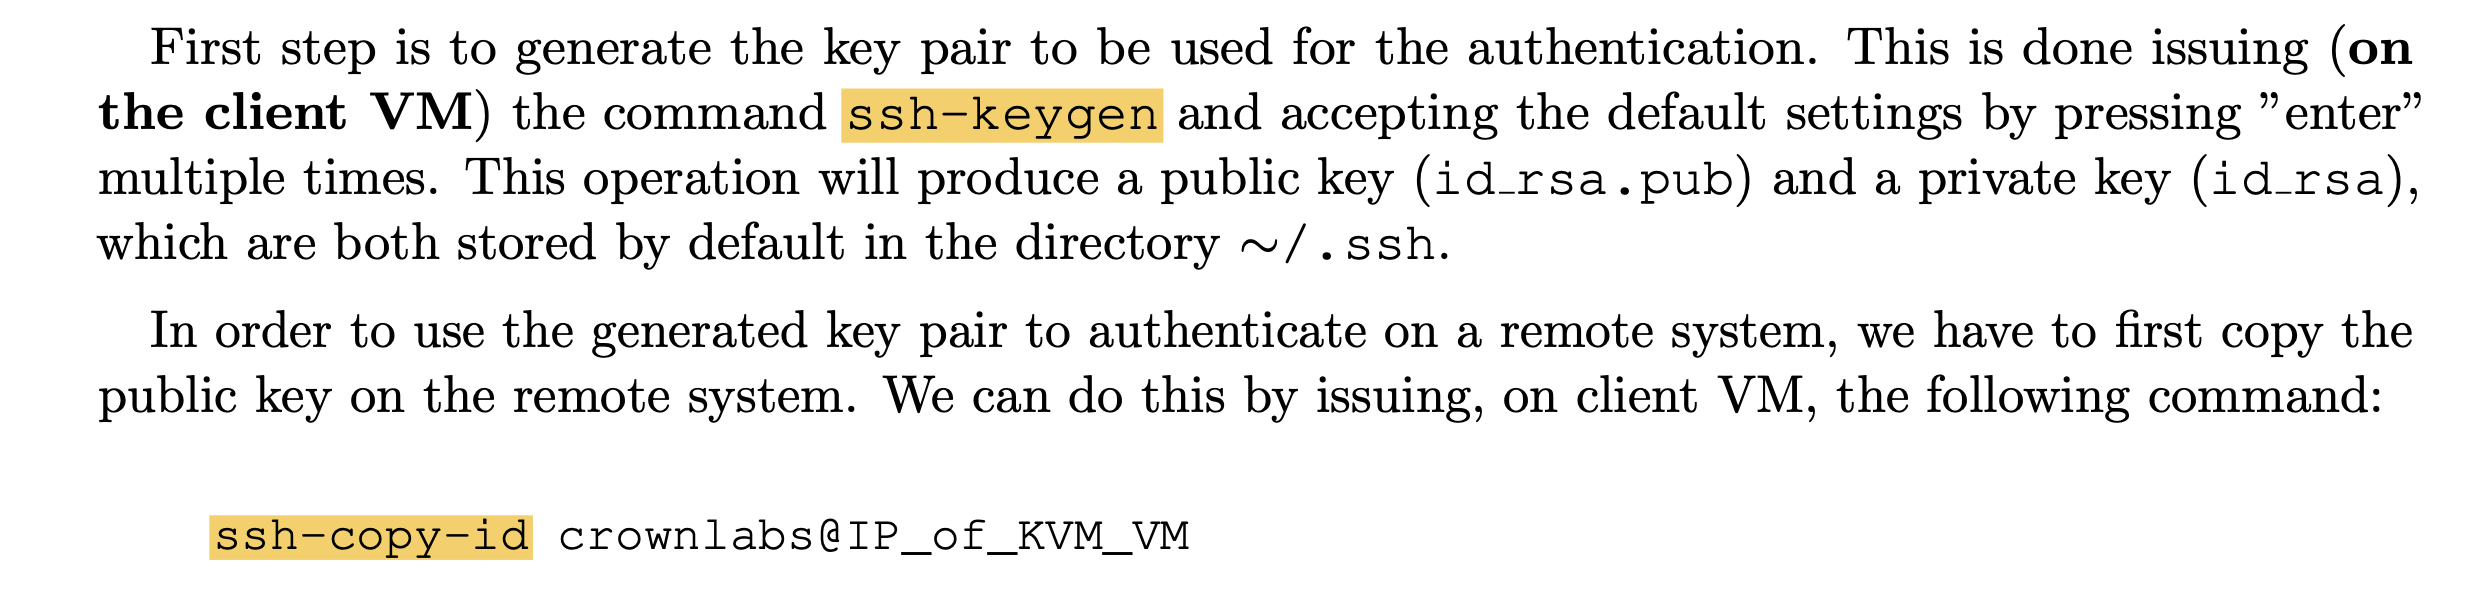 First step is to generate the key pair to be used for the authentication. This is done issuing (on
the client VM) the command ssh-keygen and accepting the default settings by pressing ”enter”
multiple times. This operation will produce a public key (id_rsa.pub) and a private key (id_rsa),
which are both stored by default in the directory ~/.ssh.
In order to use the generated key pair to authenticate on a remote system, we have to first copy the
public key on the remote system. We can do this by issuing, on client VM, the following command:
ssh-copy-id crownlabs@IP_of_KVM_VM